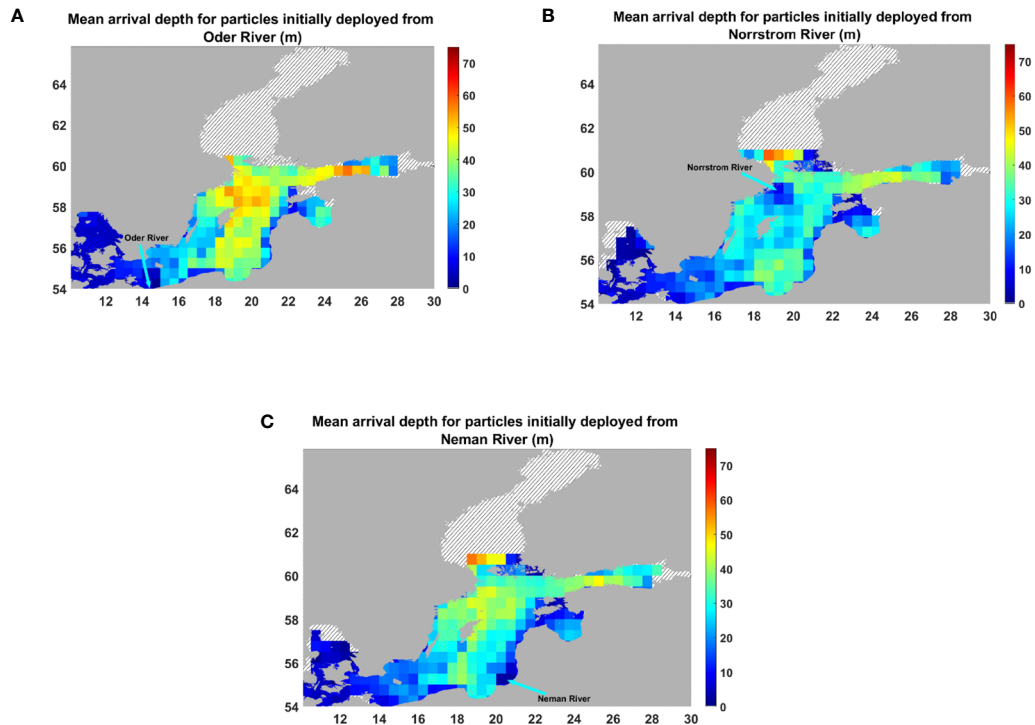 A
Mean arrival depth for particles initially deployed from
Oder River (m)
64
62
60
58
56
54
12 14 16 18 20 22 24 26 28 30
70
60
50
40
30
20
10
0
Oder River
B
Mean arrival depth for particles initially deployed from
Norrstrom River (m)
64
62
60
58
56
54
12 14 16 18 20 22 24 26 28 30
70
60
50
40
30
20
10
0
Norrstrom River
C
Mean arrival depth for particles initially deployed from
Neman River (m)
64
62
60
58
56
54
12 14 16 18 20 22 24 26 28 30
70
60
50
40
30
20
10
0
Neman River